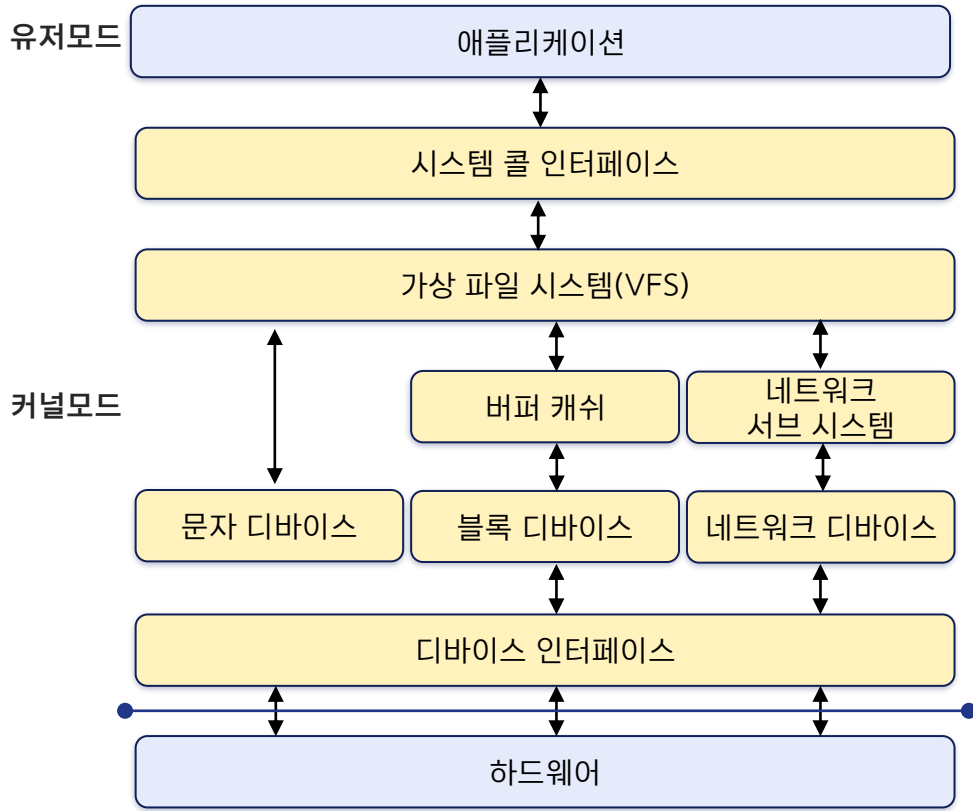 유저모드
애플리케이션
시스템 콜 인터페이스
가상 파일 시스템(VFS)
커널모드
버퍼 캐쉬
네트워크
서브 시스템
문자 디바이스
블록 디바이스
네트워크 디바이스
디바이스 인터페이스
하드웨어